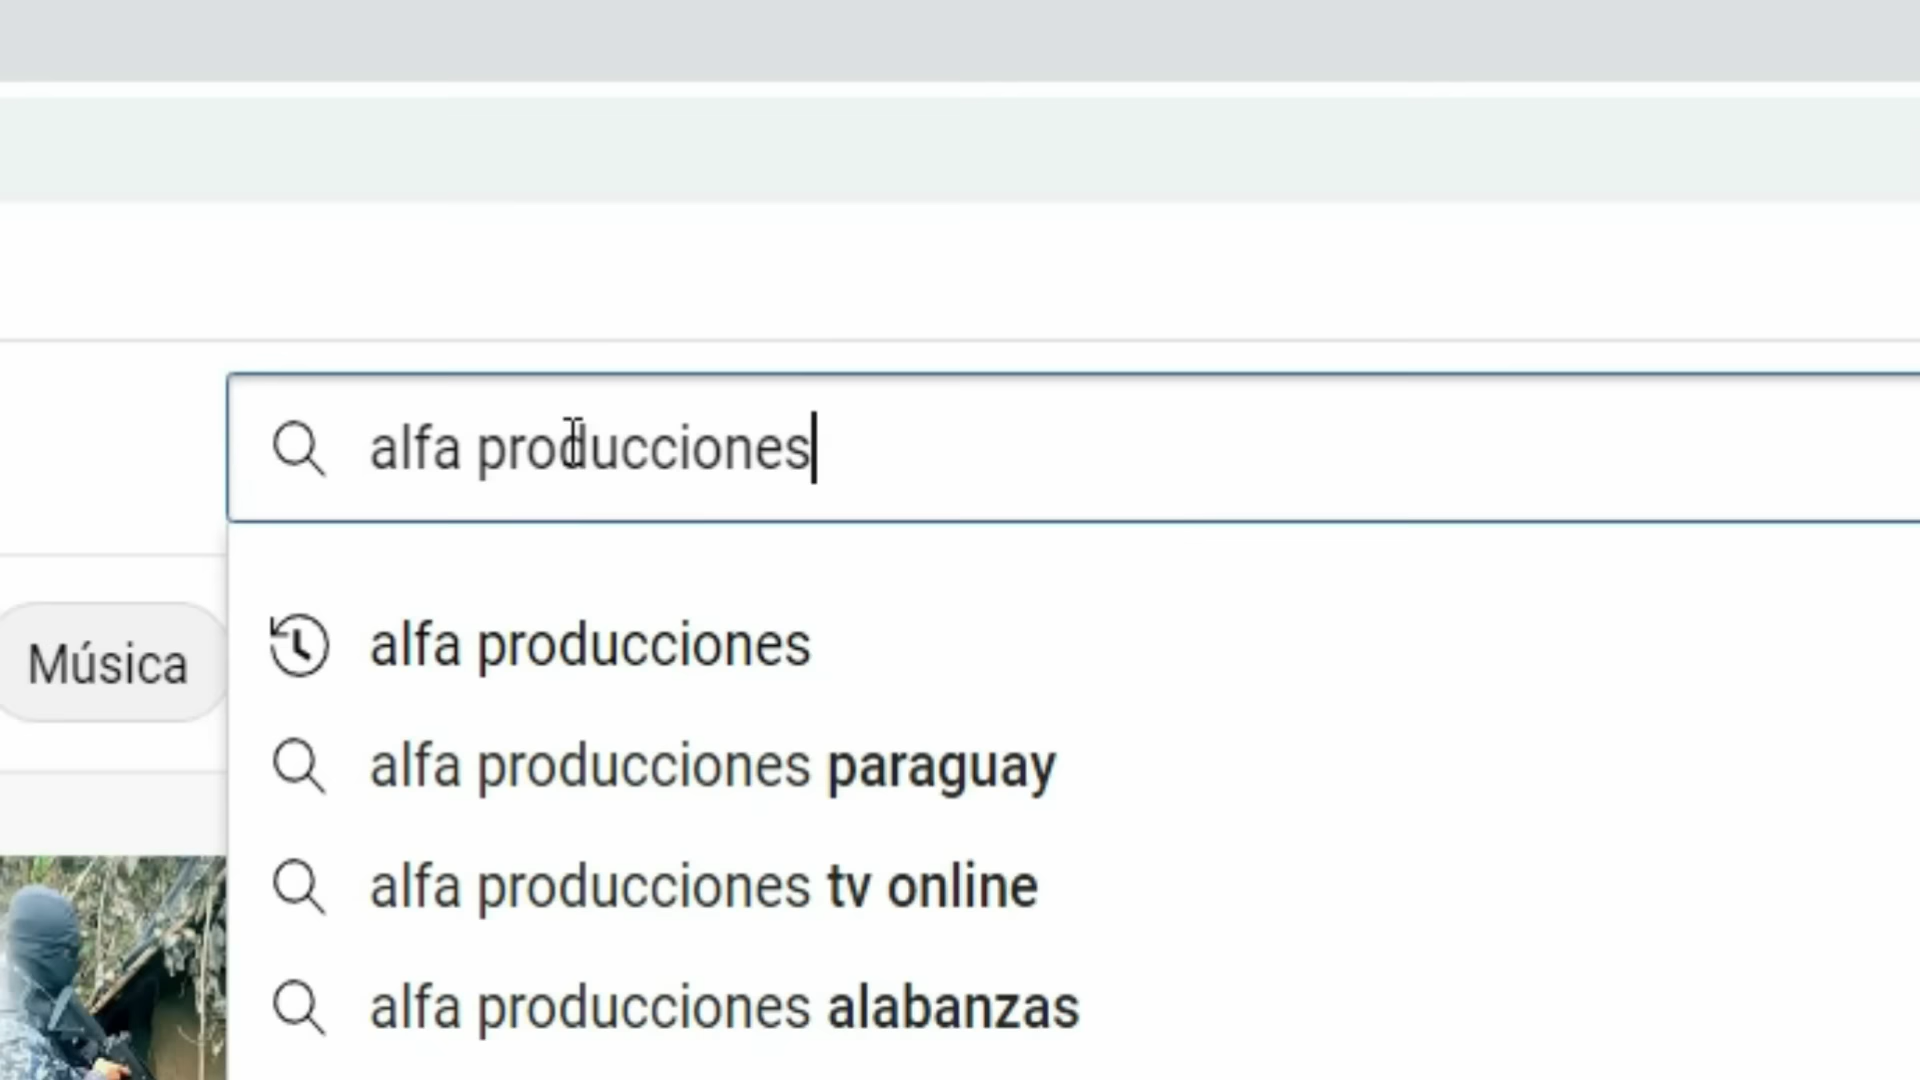 alfa producciones
Música
alfa producciones
alfa producciones paraguay
alfa producciones tv online
alfa producciones alabanzas